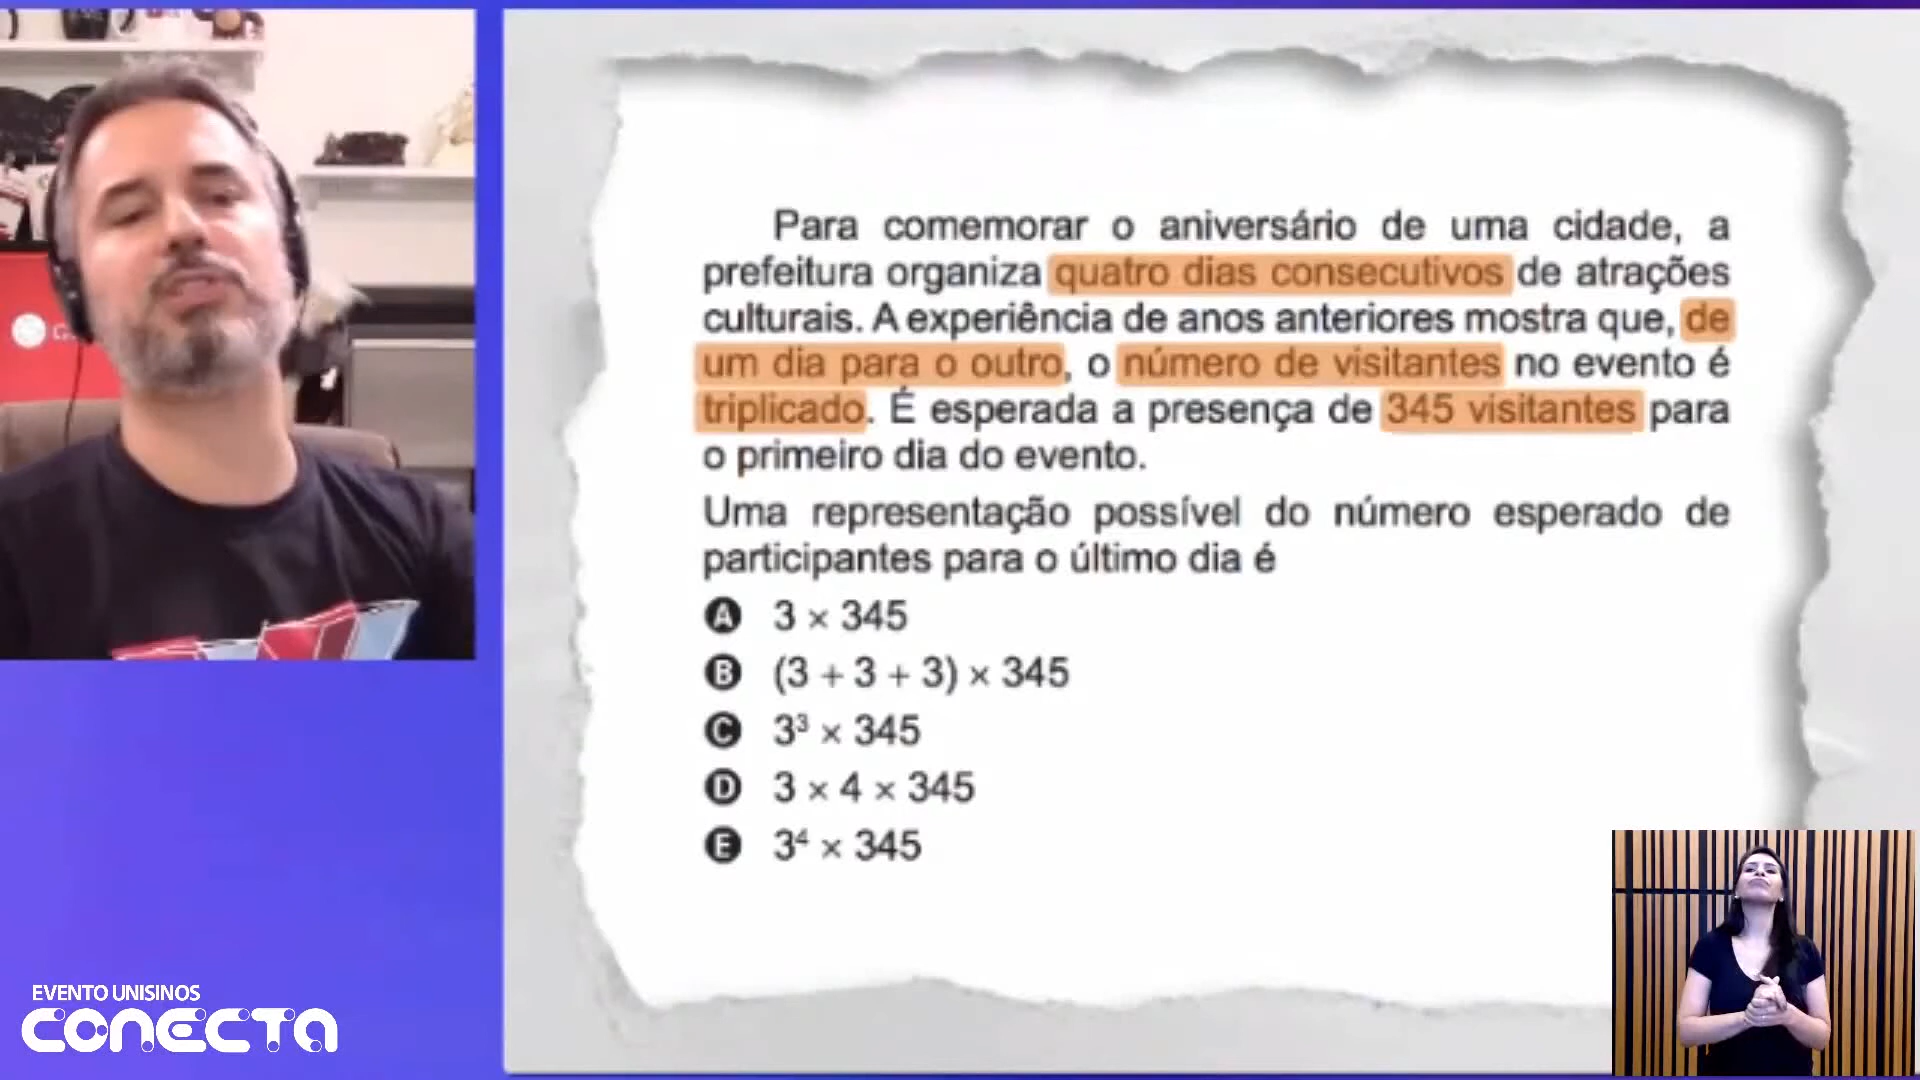 Para comemorar o aniversário de uma cidade, a
prefeitura organiza quatro dias consecutivos de atrações
culturais. A experiência de anos anteriores mostra que, de
um dia para o outro, o número de visitantes no evento é
triplicado. É esperada a presença de 345 visitantes para
o primeiro dia do evento.
Uma representação possível do número esperado de
participantes para o último dia é
A 3 × 345
B (3 + 3 + 3) × 345
C 3³ × 345
D 3 × 4 × 345
E 3⁴ × 345
EVENTO UNISINOS
CONECTA